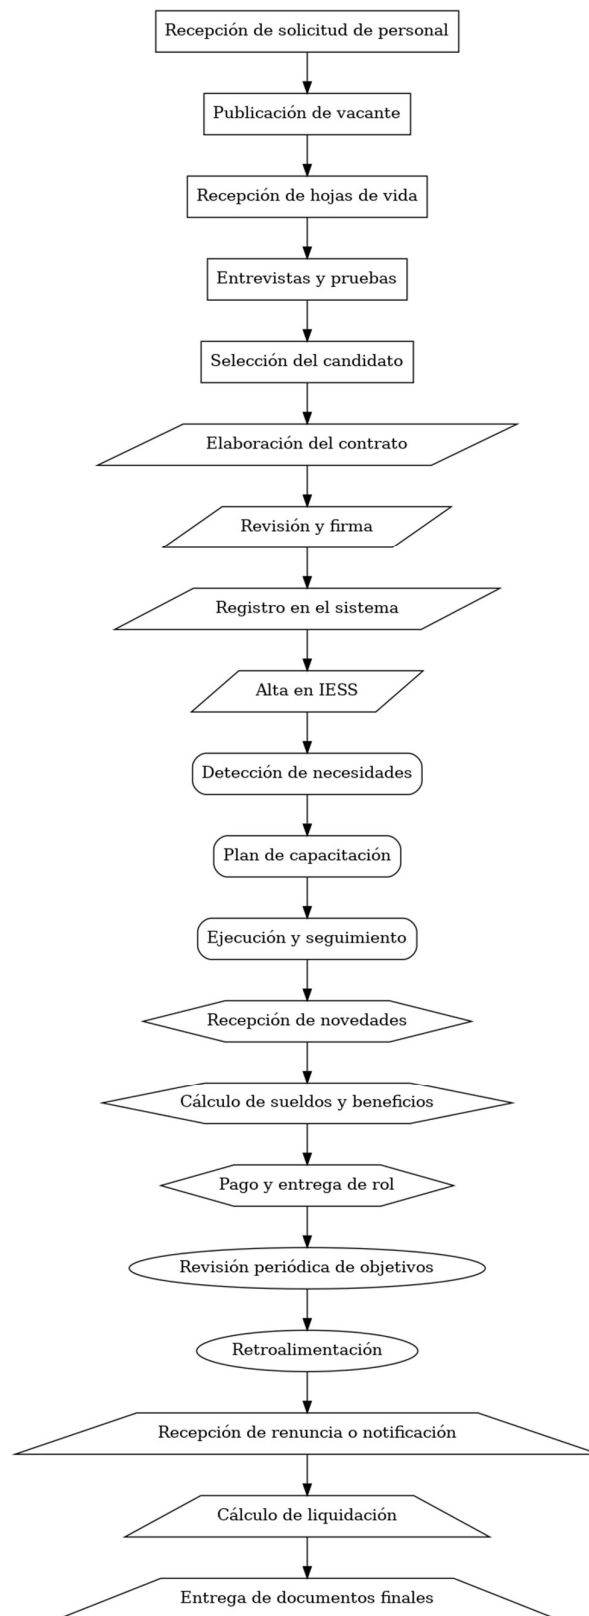 Recepción de solicitud de personal
Publicación de vacante
Recepción de hojas de vida
Entrevistas y pruebas
Selección del candidato
Elaboración del contrato
Revisión y firma
Registro en el sistema
Alta en IESS
Detección de necesidades
Plan de capacitación
Ejecución y seguimiento
Recepción de novedades
Cálculo de sueldos y beneficios
Pago y entrega de rol
Revisión periódica de objetivos
Retroalimentación
Recepción de renuncia o notificación
Cálculo de liquidación
Entrega de documentos finales